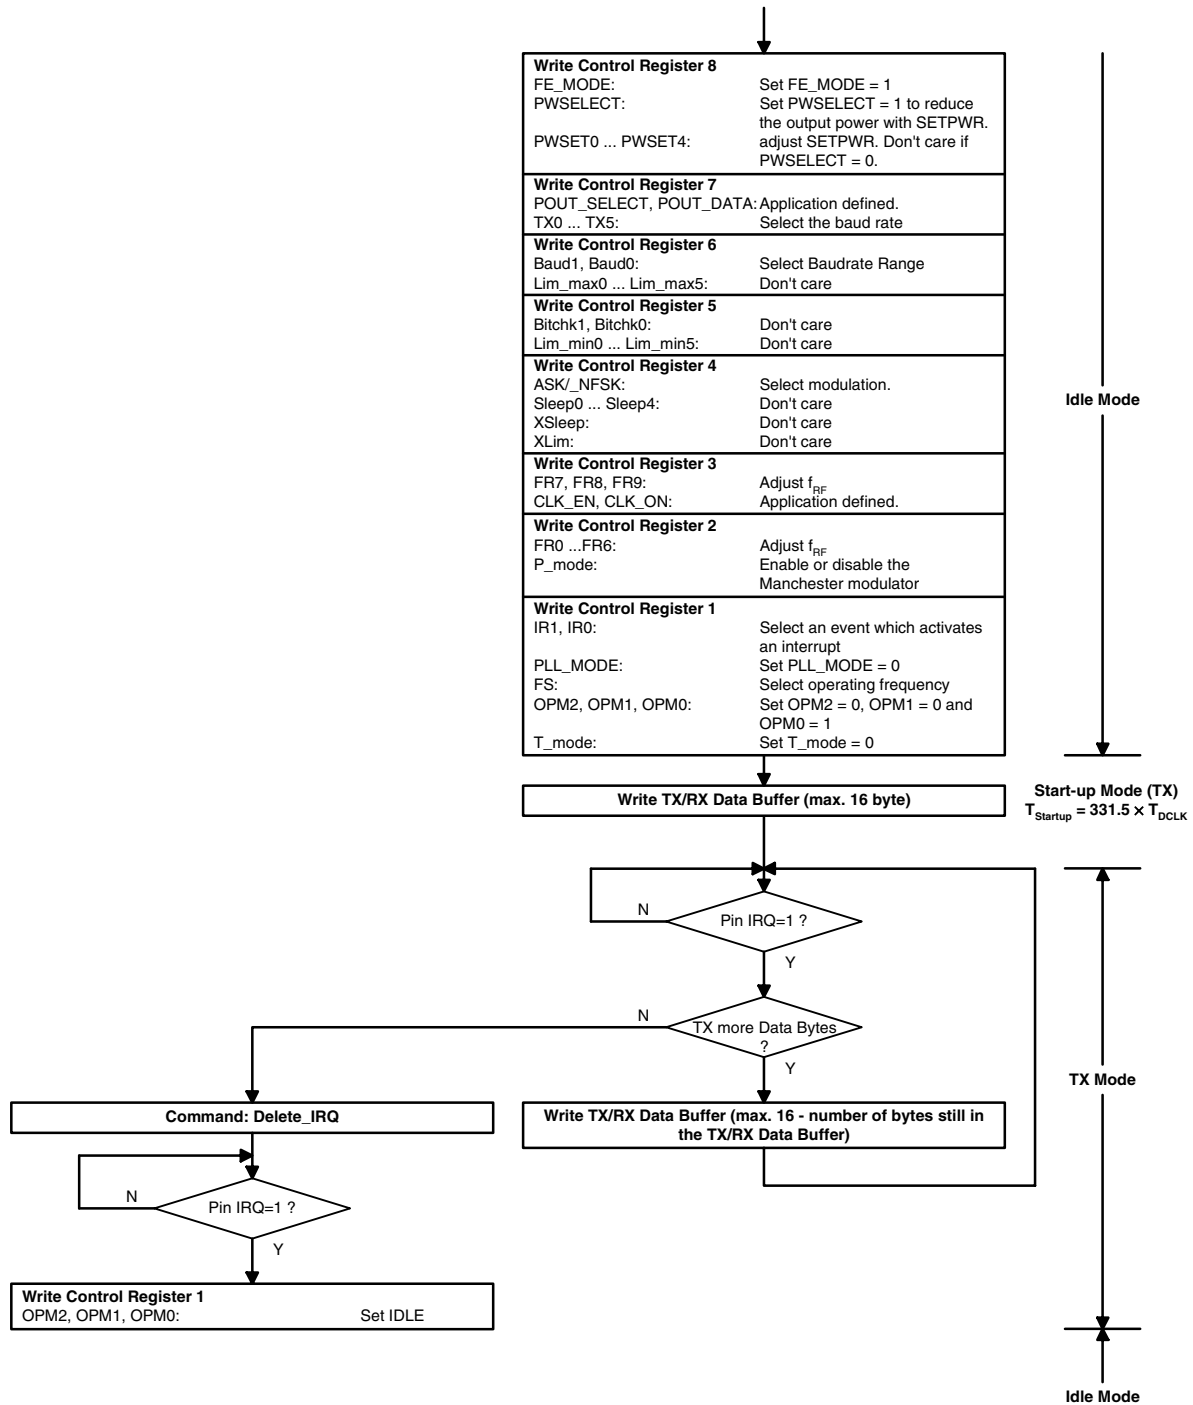 Write Control Register 8
FE_MODE: Set FE_MODE = 1
PWSELECT: Set PWSELECT = 1 to reduce
the output power with SETPWR.
PWSET0 ... PWSET4: adjust SETPWR. Don't care if
PWSELECT = 0.
Write Control Register 7
POUT_SELECT, POUT_DATA: Application defined.
TX0 ... TX5: Select the baud rate
Write Control Register 6
Baud1, Baud0: Select Baudrate Range
Lim_max0 ... Lim_max5: Don't care
Write Control Register 5
Bitchk1, Bitchk0: Don't care
Lim_min0 ... Lim_min5: Don't care
Write Control Register 4
ASK/_NFSK: Select modulation.
Sleep0 ... Sleep4: Don't care
XSleep: Don't care
XLim: Don't care
Idle Mode
Write Control Register 3
FR7, FR8, FR9: Adjust fRF
CLK_EN, CLK_ON: Application defined.
Write Control Register 2
FR0 ...FR6: Adjust fRF
P_mode: Enable or disable the
Manchester modulator
Write Control Register 1
IR1, IR0: Select an event which activates
an interrupt
PLL_MODE: Set PLL_MODE = 0
FS: Select operating frequency
OPM2, OPM1, OPM0: Set OPM2 = 0, OPM1 = 0 and
OPM0 = 1
T_mode: Set T_mode = 0
Write TX/RX Data Buffer (max. 16 byte)
Start-up Mode (TX)
TStartup = 331.5 × TDCLK
N
Pin IRQ=1 ?
Y
N
TX more Data Bytes
?
Y
TX Mode
Command: Delete_IRQ
Write TX/RX Data Buffer (max. 16 - number of bytes still in
the TX/RX Data Buffer)
N
Pin IRQ=1 ?
Y
Write Control Register 1
OPM2, OPM1, OPM0: Set IDLE
Idle Mode